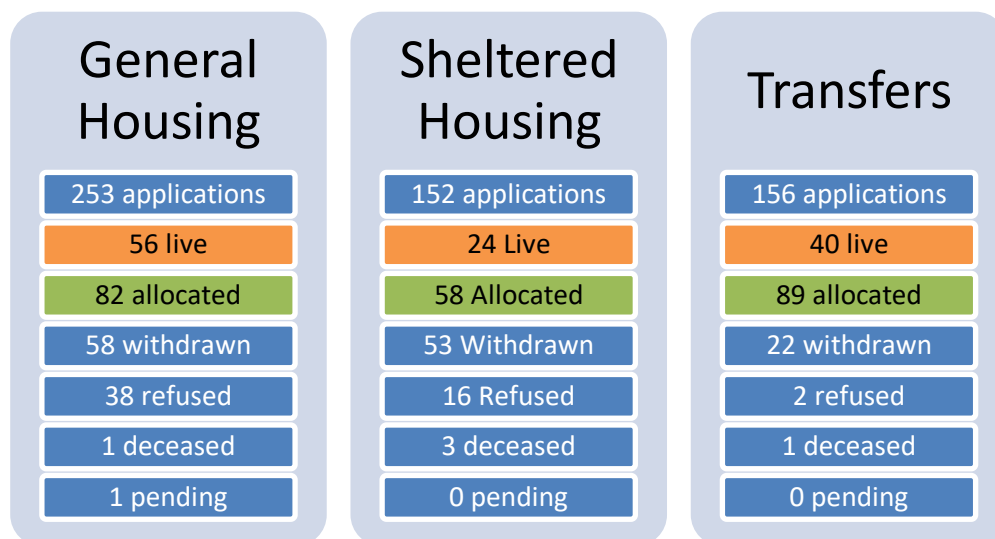 General
Housing
253 applications
56 live
82 allocated
58 withdrawn
38 refused
1 deceased
1 pending
Sheltered
Housing
152 applications
24 Live
58 Allocated
53 Withdrawn
16 Refused
3 deceased
0 pending
Transfers
156 applications
40 live
89 allocated
22 withdrawn
2 refused
1 deceased
0 pending